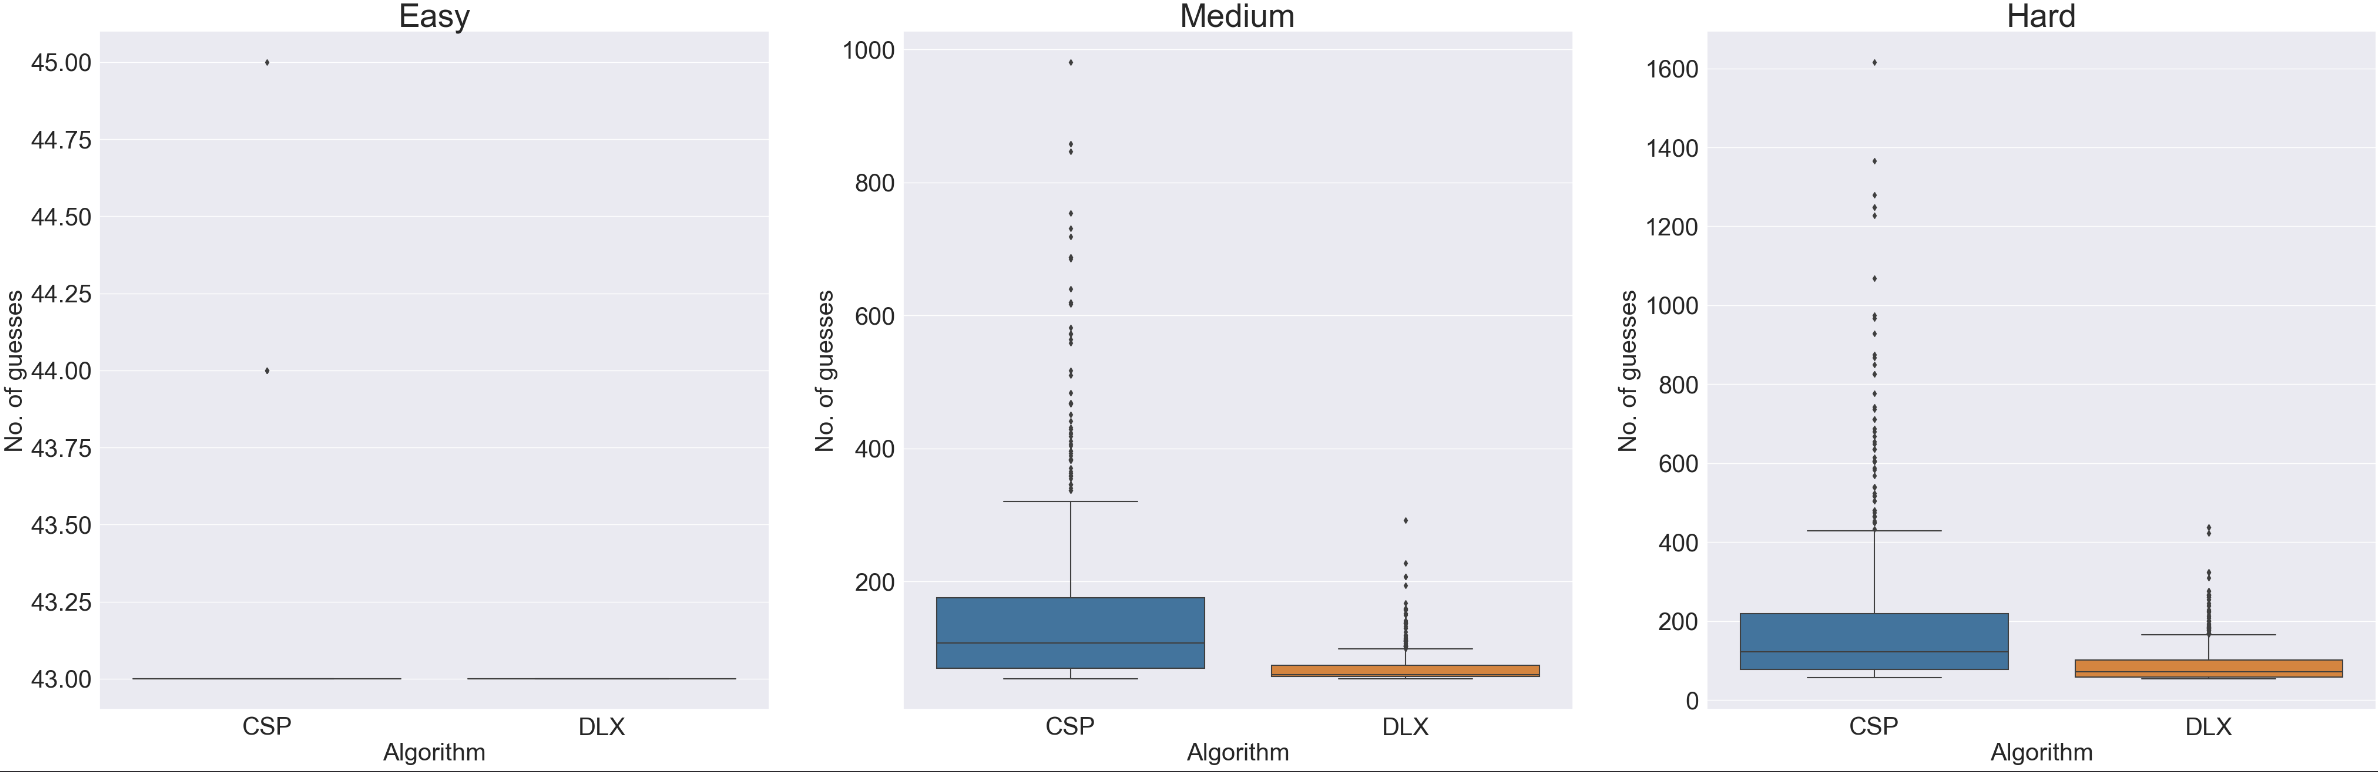 Easy
45.00
44.75
44.50
44.25
44.00
43.75
43.50
43.25
43.00
No. of guesses
CSP
DLX
Algorithm
Medium
1000
800
600
400
200
No. of guesses
CSP
DLX
Algorithm
Hard
1600
1400
1200
1000
800
600
400
200
0
No. of guesses
CSP
DLX
Algorithm